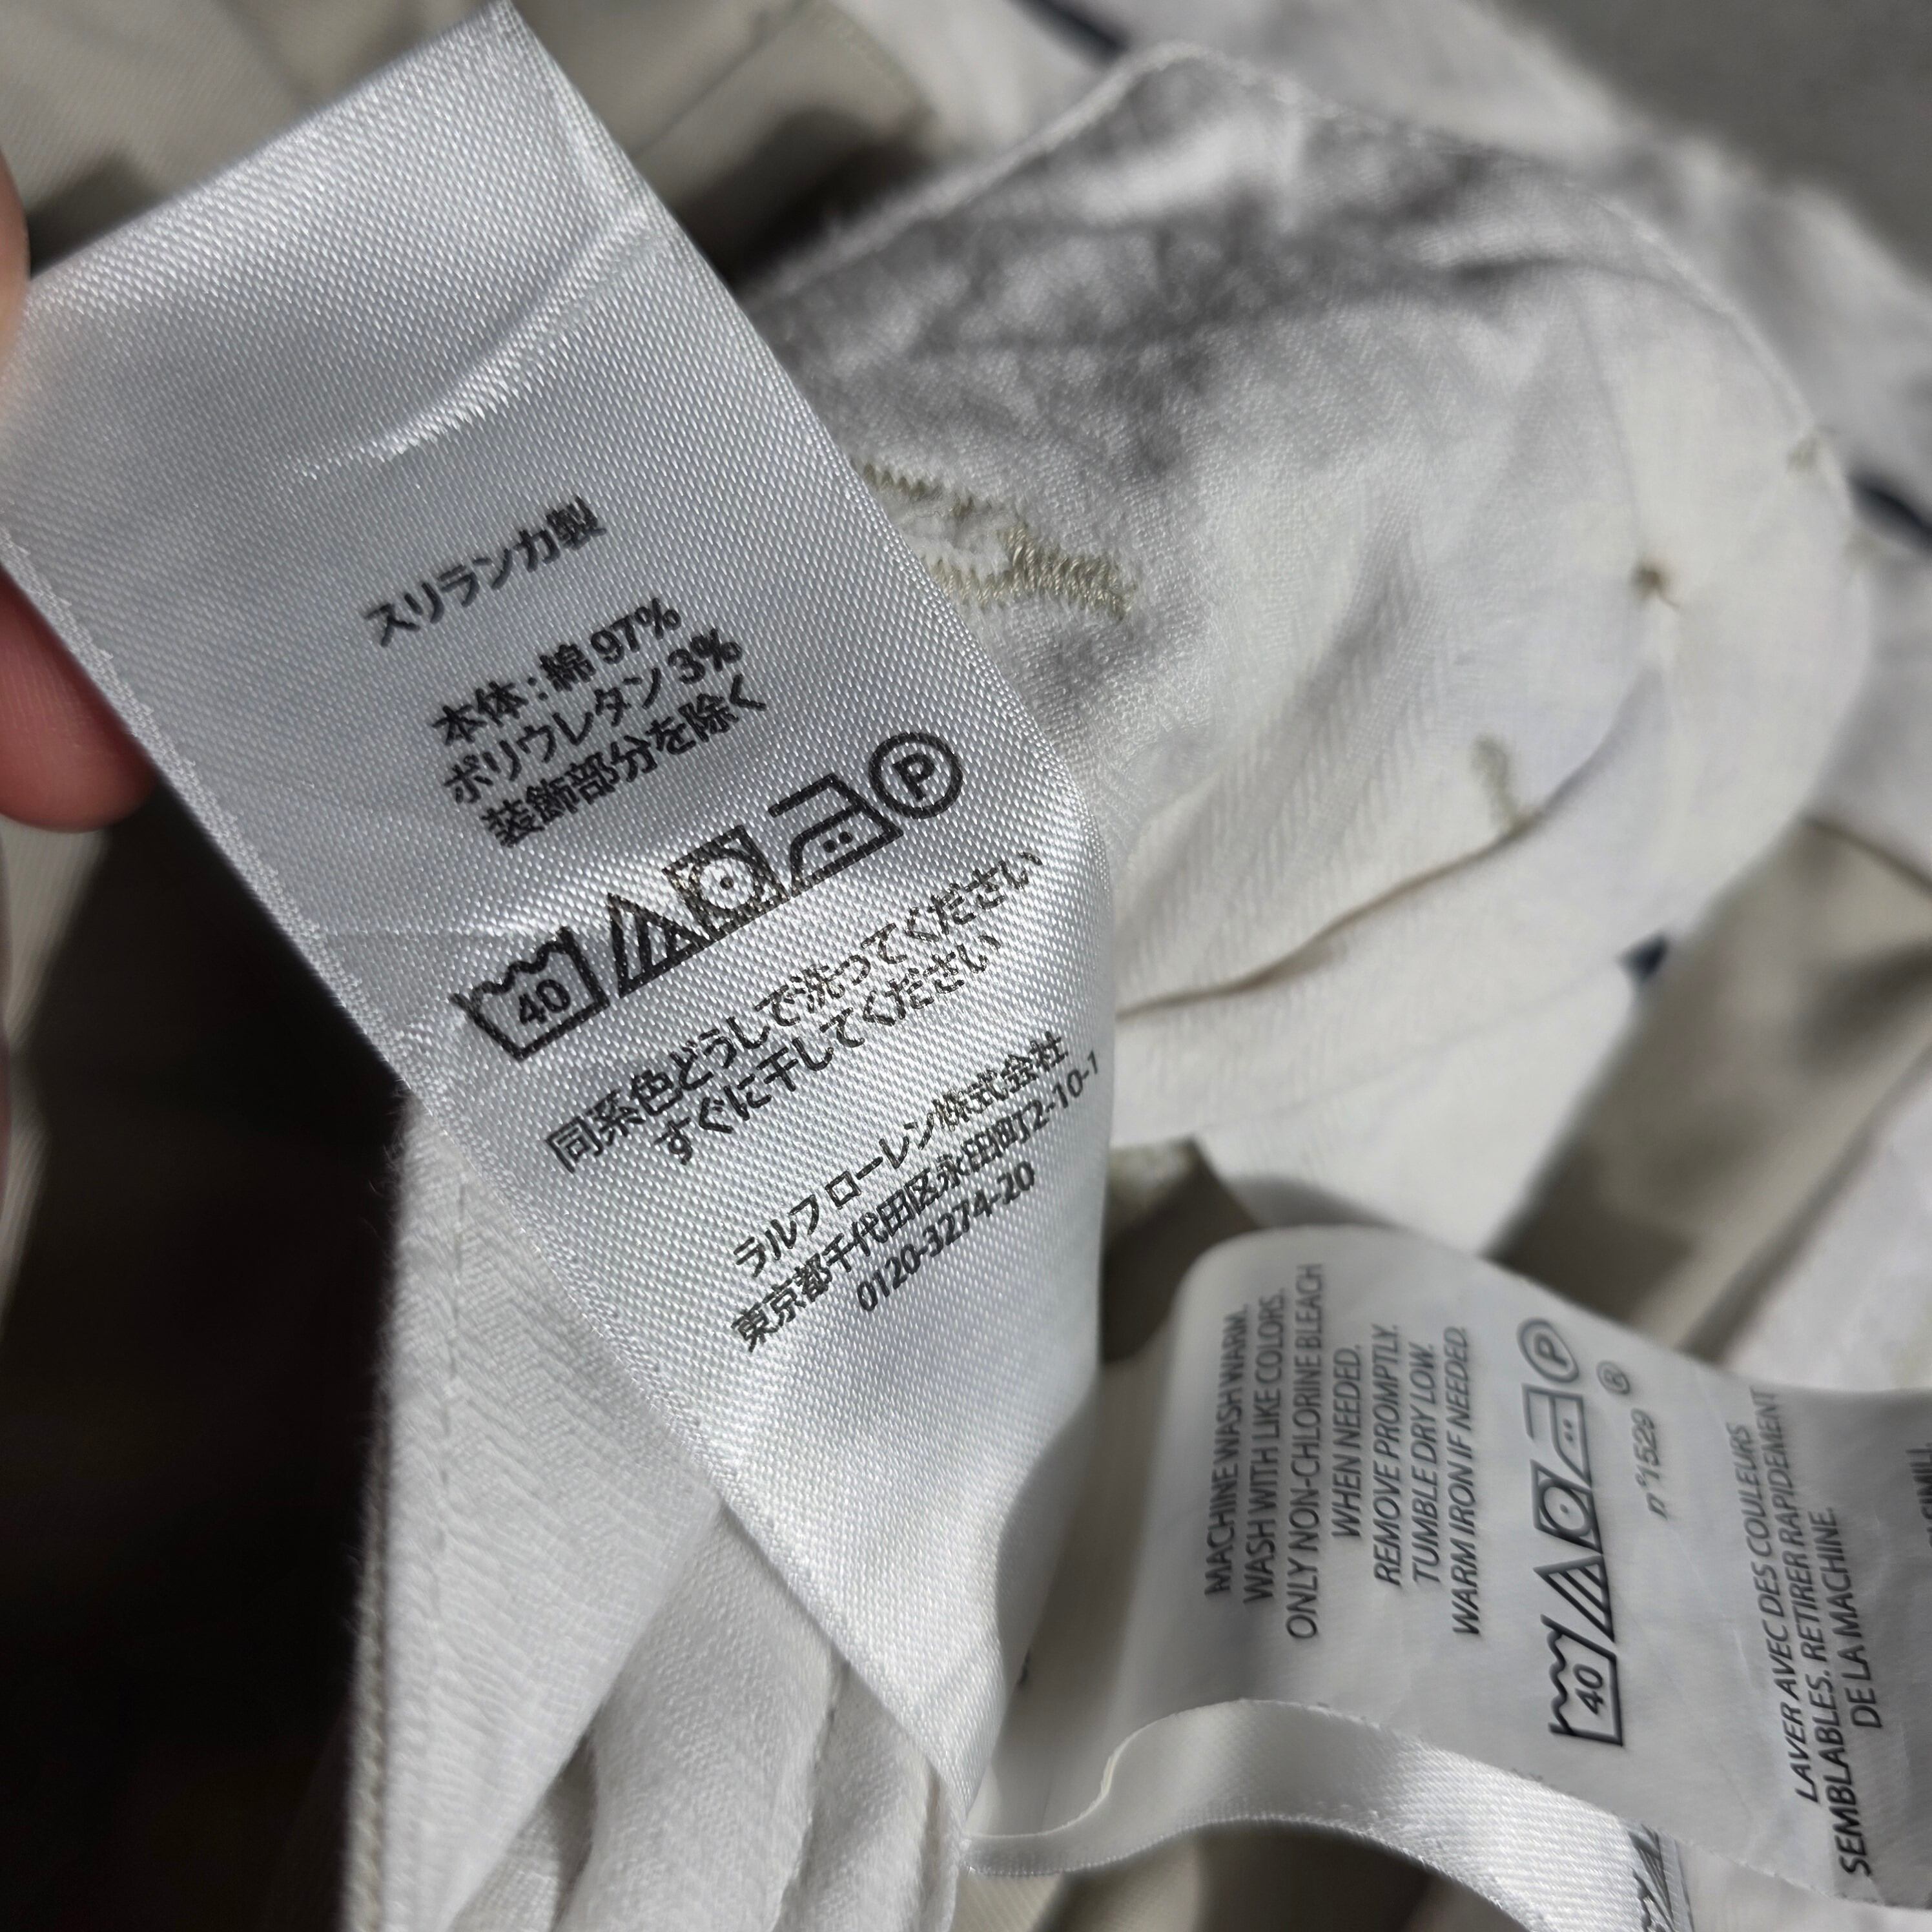 スリランカ製
本体:綿 97%
ポリウレタン 3%
装飾部分を除く
40 P
同系色どうしで洗ってください
すぐに干してください
ラルフ ローレン株式会社
東京都千代田区永田町2-10-1
0120-3274-20
MACHINE WASH WARM.
WASH WITH LIKE COLORS.
ONLY NON-CHLORINE BLEACH
WHEN NEEDED.
REMOVE PROMPTLY.
TUMBLE DRY LOW.
WARM IRON IF NEEDED.
40 P
®
n°1529
LAVER AVEC DES COULEURS
SEMBLABLES. RETIRER RAPIDEMENT
DE LA MACHINE.